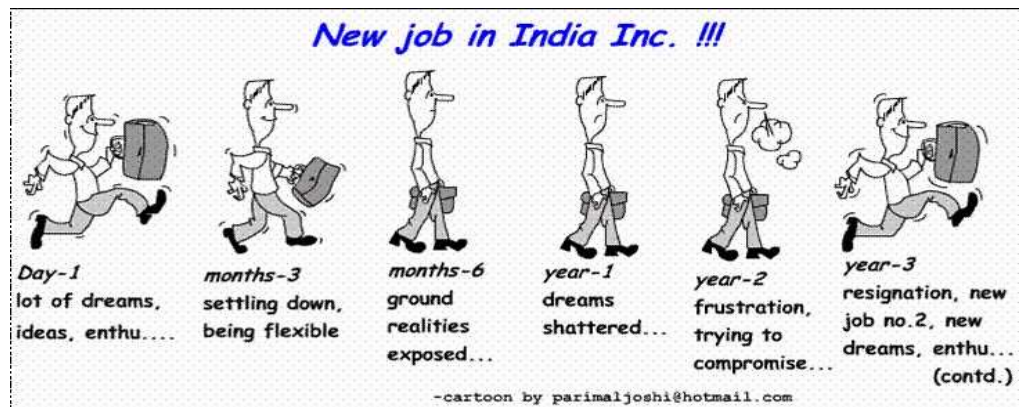 New job in India Inc. !!!
Day-1
lot of dreams,
ideas, enthu....
months-3
settling down,
being flexible
months-6
ground
realities
exposed...
year-1
dreams
shattered...
year-2
frustration,
trying to
compromise...
year-3
resignation, new
job no.2, new
dreams, enthu...
(contd.)
-cartoon by parimaljoshi@hotmail.com